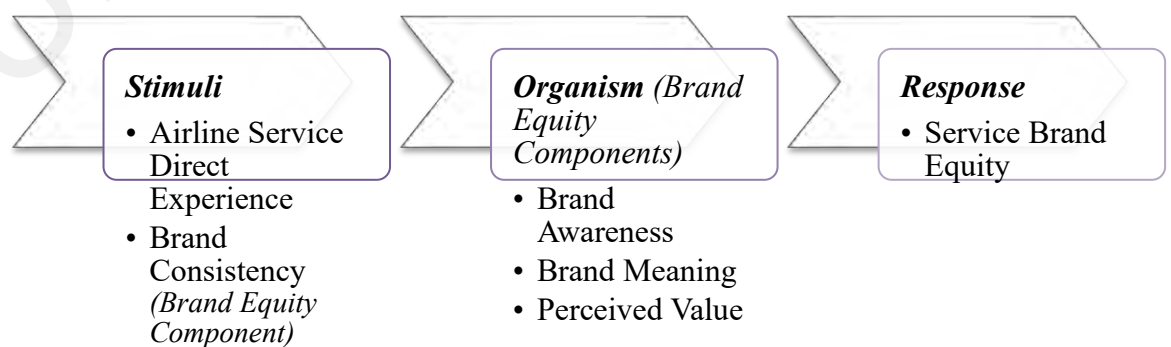 Stimuli
• Airline Service
Direct
Experience
• Brand
Consistency
(Brand Equity
Component)
Organism (Brand
Equity
Components)
• Brand
Awareness
• Brand Meaning
• Perceived Value
Response
• Service Brand
Equity